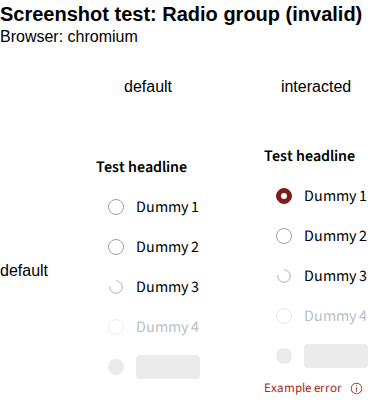 Screenshot test: Radio group (invalid)
Browser: chromium
default
interacted
default
Test headline
Dummy 1
Dummy 2
Dummy 3
Dummy 4
Test headline
Dummy 1
Dummy 2
Dummy 3
Dummy 4
Example error